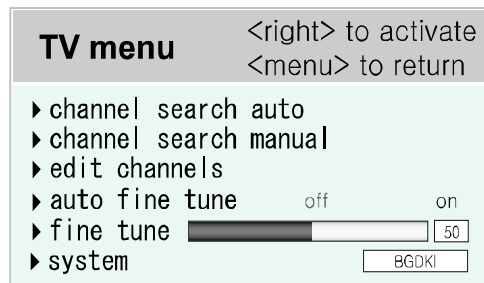 TV menu
<right> to activate
<menu> to return
channel search auto
channel search manual
edit channels
auto fine tune off on
fine tune 50
system BGDKI